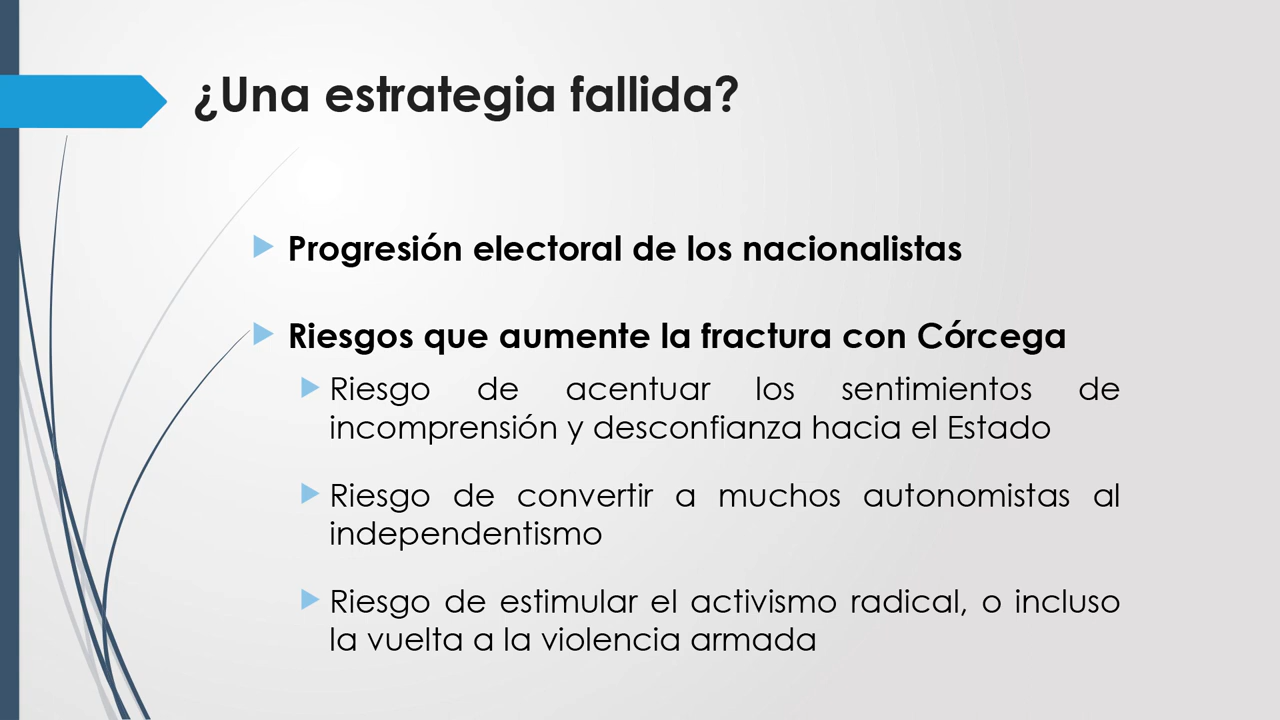 ¿Una estrategia fallida?
Progresión electoral de los nacionalistas
Riesgos que aumente la fractura con Córcega
Riesgo de acentuar los sentimientos de
incomprensión y desconfianza hacia el Estado
Riesgo de convertir a muchos autonomistas al
independentismo
Riesgo de estimular el activismo radical, o incluso
la vuelta a la violencia armada